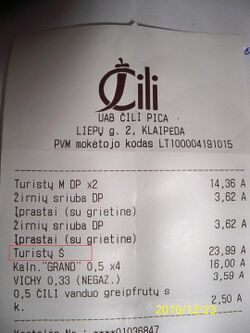 Čili
UAB ČILI PICA
LIEPŲ g. 2, KLAIPĖDA
PVM mokėtojo kodas LT100004191015
Turistų M DP x2 14,36 A
Žirnių sriuba DP 3,62 A
Įprastai (su grietine)
Žirnių sriuba DP 3,62 A
Įprastai (su grietine)
Turistų Š 23,99 A
Kaln."GRAND" 0,5 x4 16,00 A
VICHY 0,33 (NEGAZ.) 3,59 A
0,5 ČILI vanduo greipfrutų s
k. 2,50 A
2010/12/23
****01036847